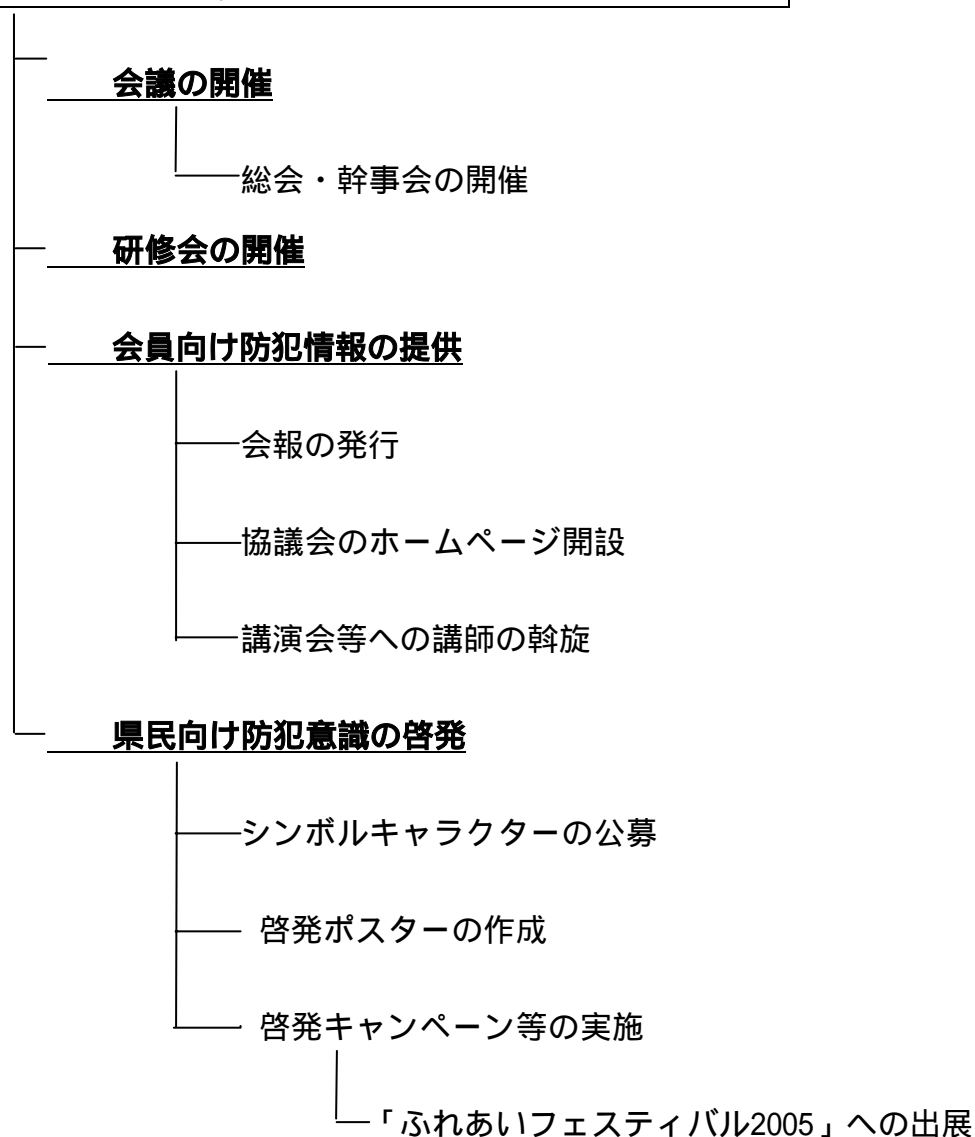 会議の開催
総会・幹事会の開催
研修会の開催
会員向け防犯情報の提供
会報の発行
協議会のホームページ開設
講演会等への講師の斡旋
県民向け防犯意識の啓発
シンボルキャラクターの公募
啓発ポスターの作成
啓発キャンペーン等の実施
「ふれあいフェスティバル2005」への出展